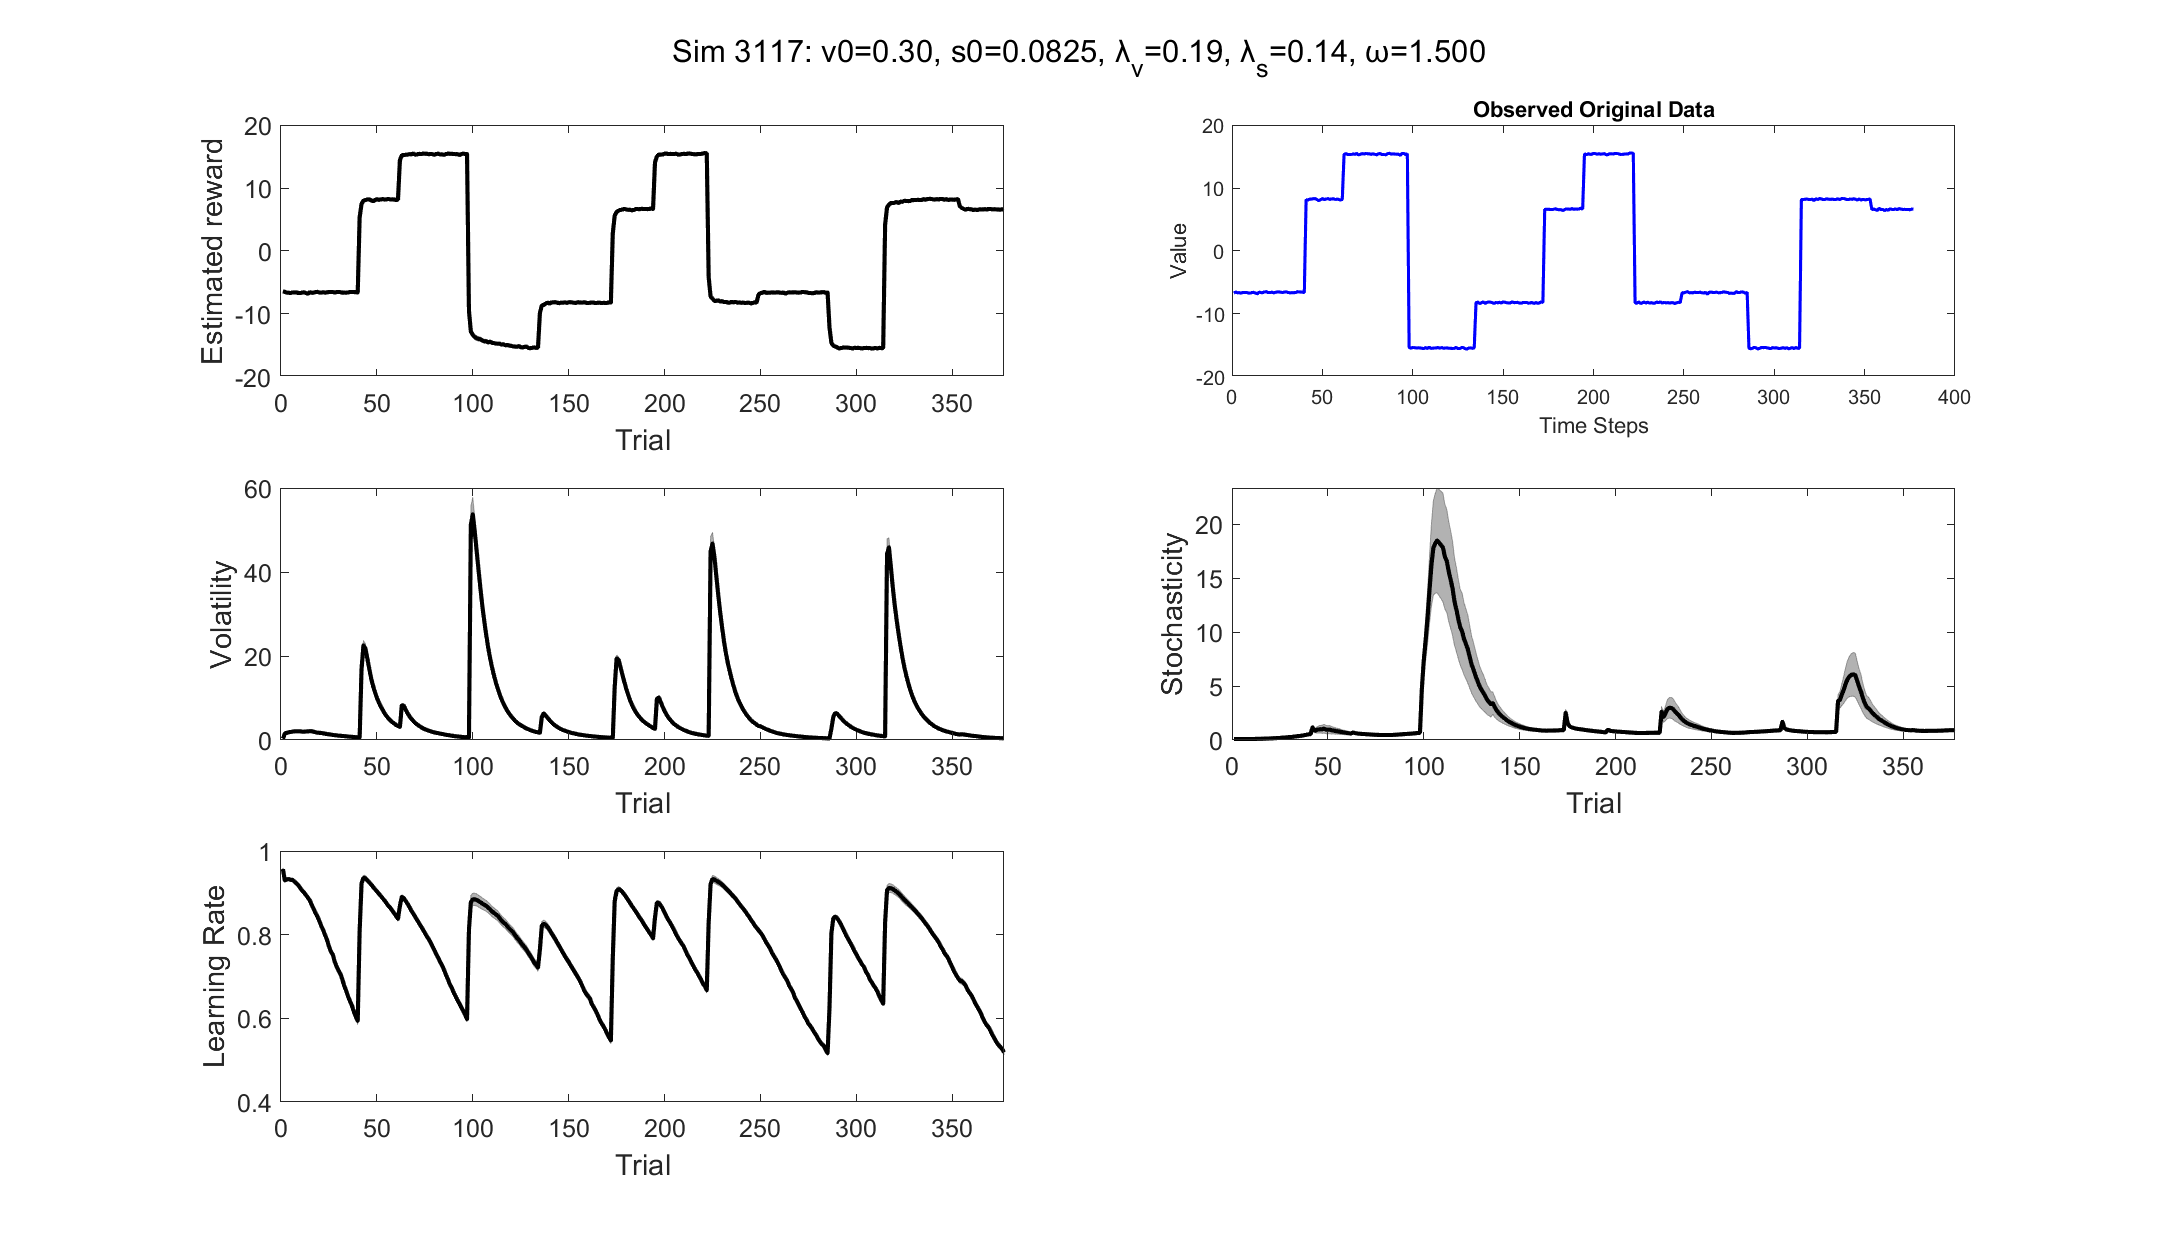 Sim 3117: v0=0.30, s0=0.0825, λ_v=0.19, λ_s=0.14, ω=1.500
20
10
0
-10
-20
Estimated reward
0 50 100 150 200 250 300 350
Trial
Observed Original Data
20
10
0
-10
-20
Value
0 50 100 150 200 250 300 350 400
Time Steps
60
40
20
0
Volatility
0 50 100 150 200 250 300 350
Trial
20
15
10
5
0
Stochasticity
0 50 100 150 200 250 300 350
Trial
1
0.8
0.6
0.4
Learning Rate
0 50 100 150 200 250 300 350
Trial